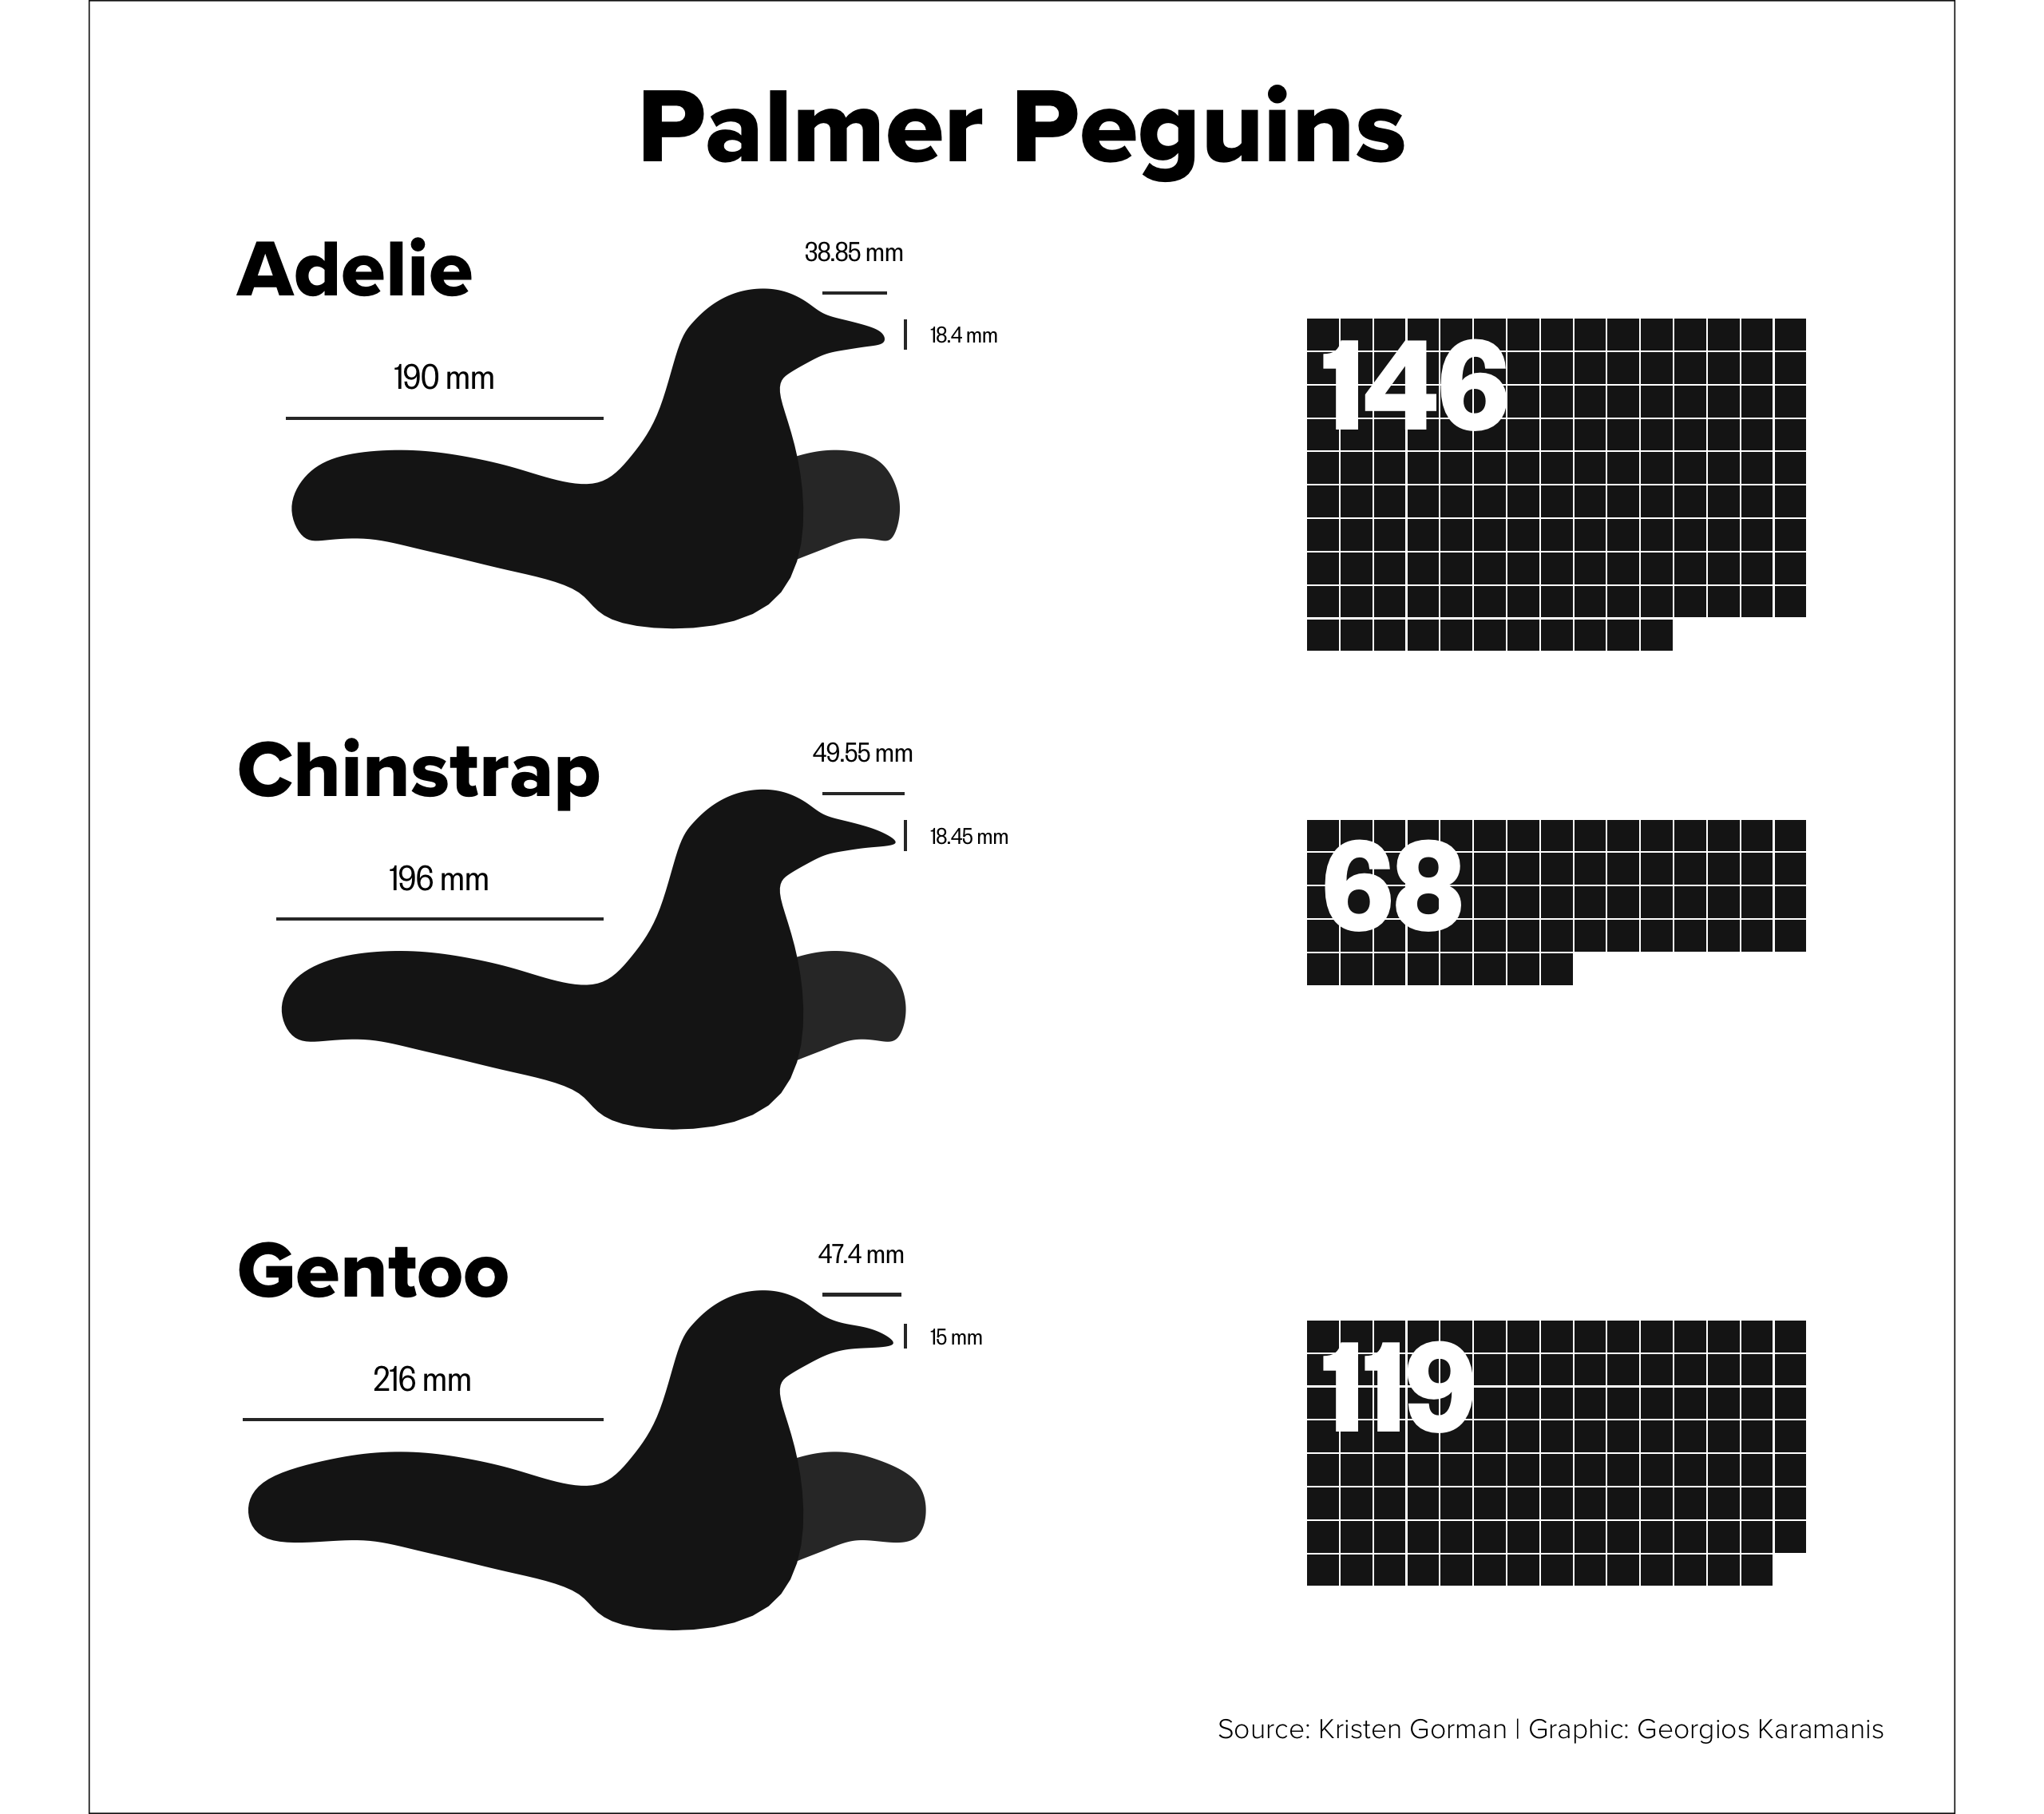 Palmer Peguins
Adelie
38.85 mm
18.4 mm
190 mm
146
Chinstrap
49.55 mm
18.45 mm
196 mm
68
Gentoo
47.4 mm
15 mm
216 mm
119
Source: Kristen Gorman | Graphic: Georgios Karamanis